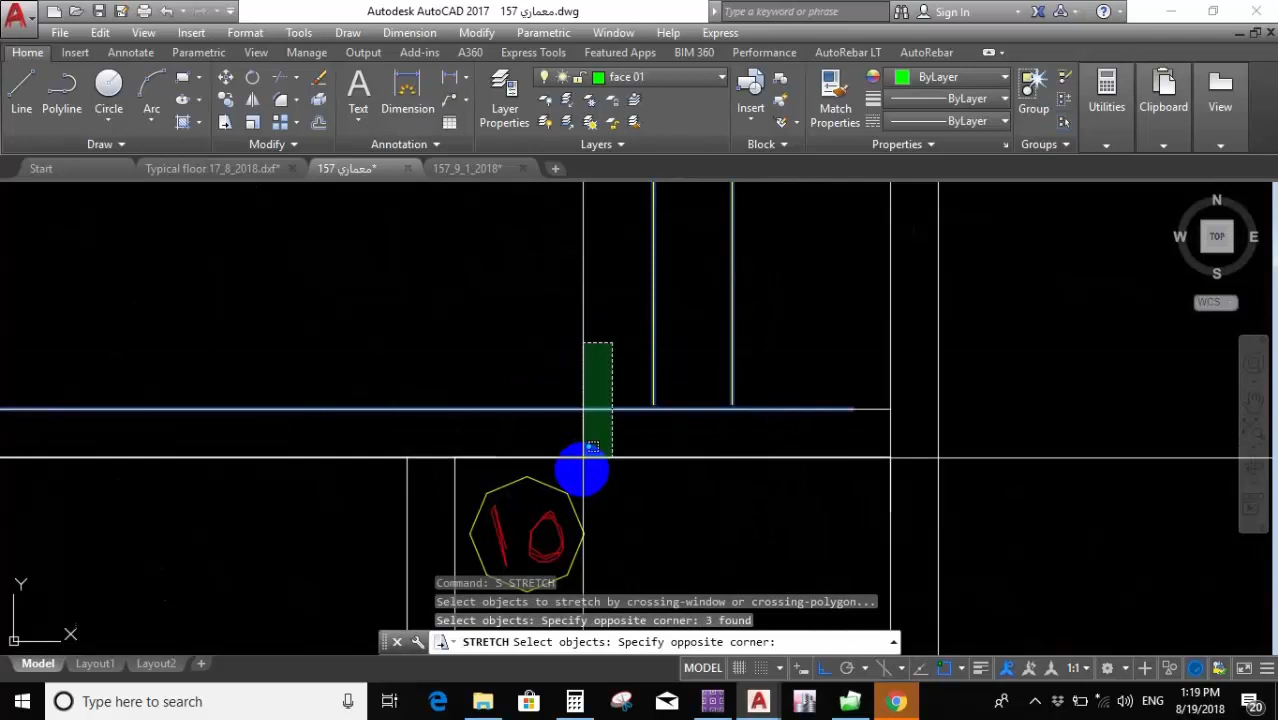 Autodesk AutoCAD 2017 معماري 157.dwg
Type a keyword or phrase
Sign In
File Edit View Insert Format Tools Draw Dimension Modify Parametric Window Help Express
Home Insert Annotate Parametric View Manage Output Add-ins A360 Express Tools Featured Apps BIM 360 Performance AutoRebar LT AutoRebar
Line Polyline Circle Arc
Text Dimension
Layer Properties
face 01
Insert
Match Properties
ByLayer
ByLayer
ByLayer
Group
Utilities Clipboard View
Draw Modify Annotation Layers Block Properties Groups
Start Typical floor 17_8_2018.dxf* معماري 157* 157_9_1_2018*
N
W TOP E
S
WCS
١٥
Command: S STRETCH
Select objects to stretch by crossing-window or crossing-polygon...
Select objects: Specify opposite corner: 3 found
STRETCH Select objects: Specify opposite corner:
Y
X
Model Layout1 Layout2
MODEL 1:1
Type here to search
ENG
1:19 PM
8/19/2018
20